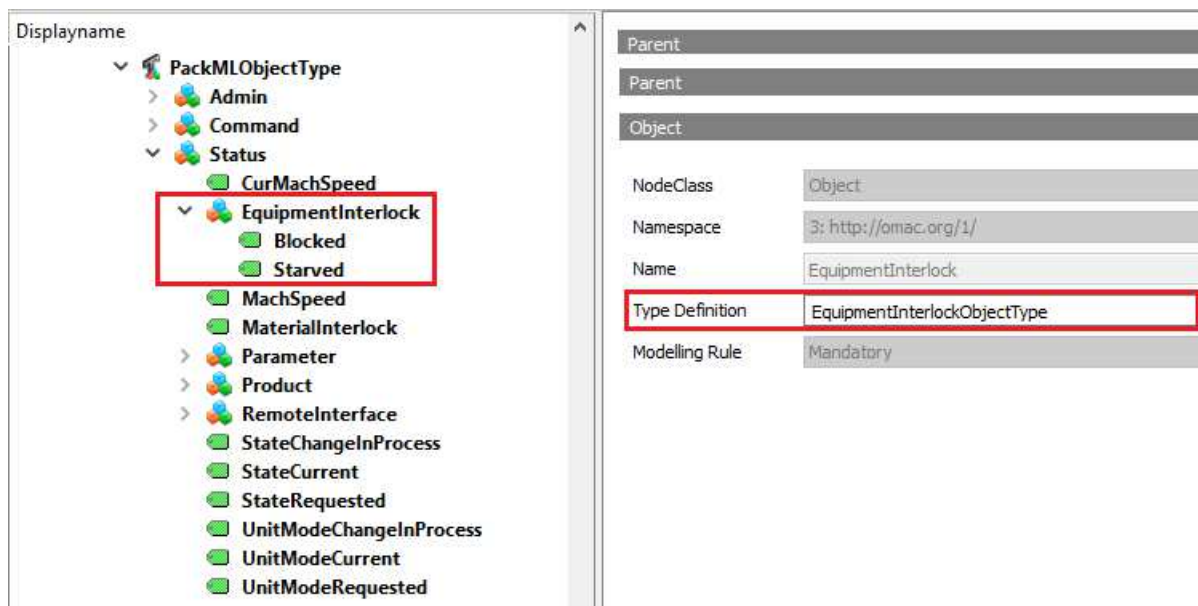 Displayname
PackMLObjectType
Admin
Command
Status
CurMachSpeed
EquipmentInterlock
Blocked
Starved
MachSpeed
MaterialInterlock
Parameter
Product
RemoteInterface
StateChangeInProcess
StateCurrent
StateRequested
UnitModeChangeInProcess
UnitModeCurrent
UnitModeRequested
Parent
Parent
Object
NodeClass Object
Namespace 3: http://omac.org/1/
Name EquipmentInterlock
Type Definition EquipmentInterlockObjectType
Modelling Rule Mandatory